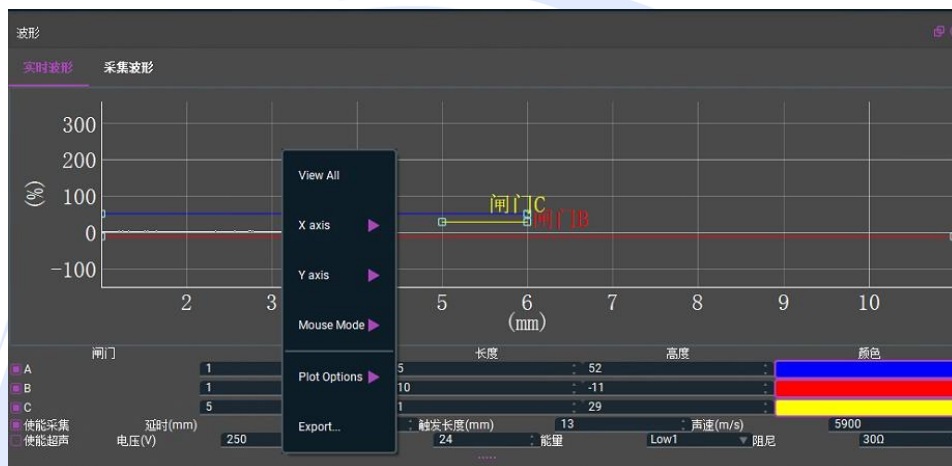 波形
实时波形 采集波形
300
200
100
0
-100
(%)
闸门C
闸门B
2 3 5 6 7 8 9 10
(mm)
View All
X axis
Y axis
Mouse Mode
Plot Options
Export...
闸门 长度 高度 颜色
A 1 5 52
B 1 10 -11
C 5 1 29
使能采集 延时(mm) 触发长度(mm) 13 声速(m/s) 5900
使能超声 电压(V) 250 24 能量 Low1 阻尼 30Ω